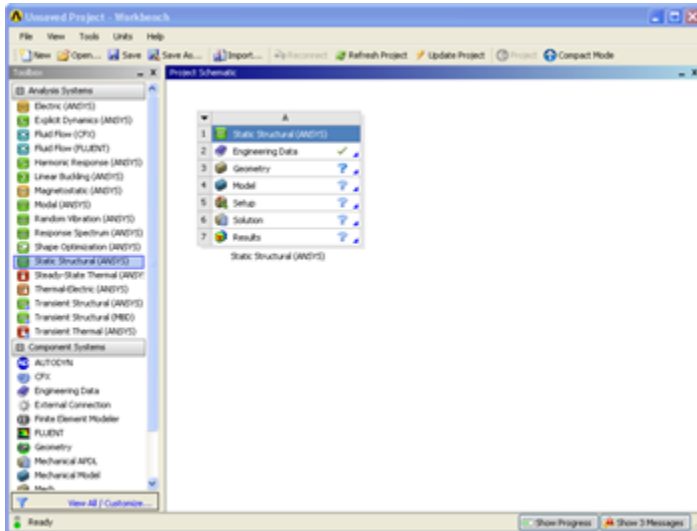 Unsaved Project - Workbench
File View Tools Units Help
New Open... Save Save As... Import... Reconnect Refresh Project Update Project Project Compact Mode
Toolbox
Project Schematic
Analysis Systems
Electric (ANSYS)
Explicit Dynamics (ANSYS)
Fluid Flow (CFX)
Fluid Flow (FLUENT)
Harmonic Response (ANSYS)
Linear Buckling (ANSYS)
Magnetostatic (ANSYS)
Modal (ANSYS)
Random Vibration (ANSYS)
Response Spectrum (ANSYS)
Shape Optimization (ANSYS)
Static Structural (ANSYS)
Steady-State Thermal (ANSY
Thermal-Electric (ANSYS)
Transient Structural (ANSYS)
Transient Structural (MBD)
Transient Thermal (ANSYS)
Component Systems
AUTODYN
CFX
Engineering Data
External Connection
Finite Element Modeler
FLUENT
Geometry
Mechanical APDL
Mechanical Model
Mesh
View All / Customize...
A
1 Static Structural (ANSYS)
2 Engineering Data
3 Geometry ?
4 Model ?
5 Setup ?
6 Solution ?
7 Results ?
Static Structural (ANSYS)
Ready
Show Progress Show 3 Messages